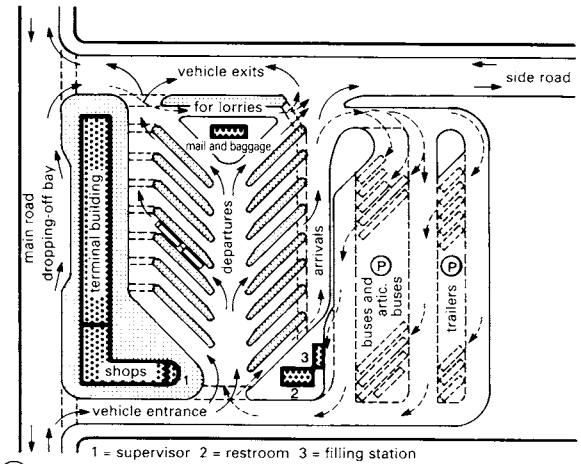 vehicle exits
side road
for lorries
mail and baggage
main road
dropping-off bay
terminal building
departures
arrivals
P
buses and
artic.
buses
P
trailers
shops
1
3
2
vehicle entrance
1 = supervisor 2 = restroom 3 = filling station